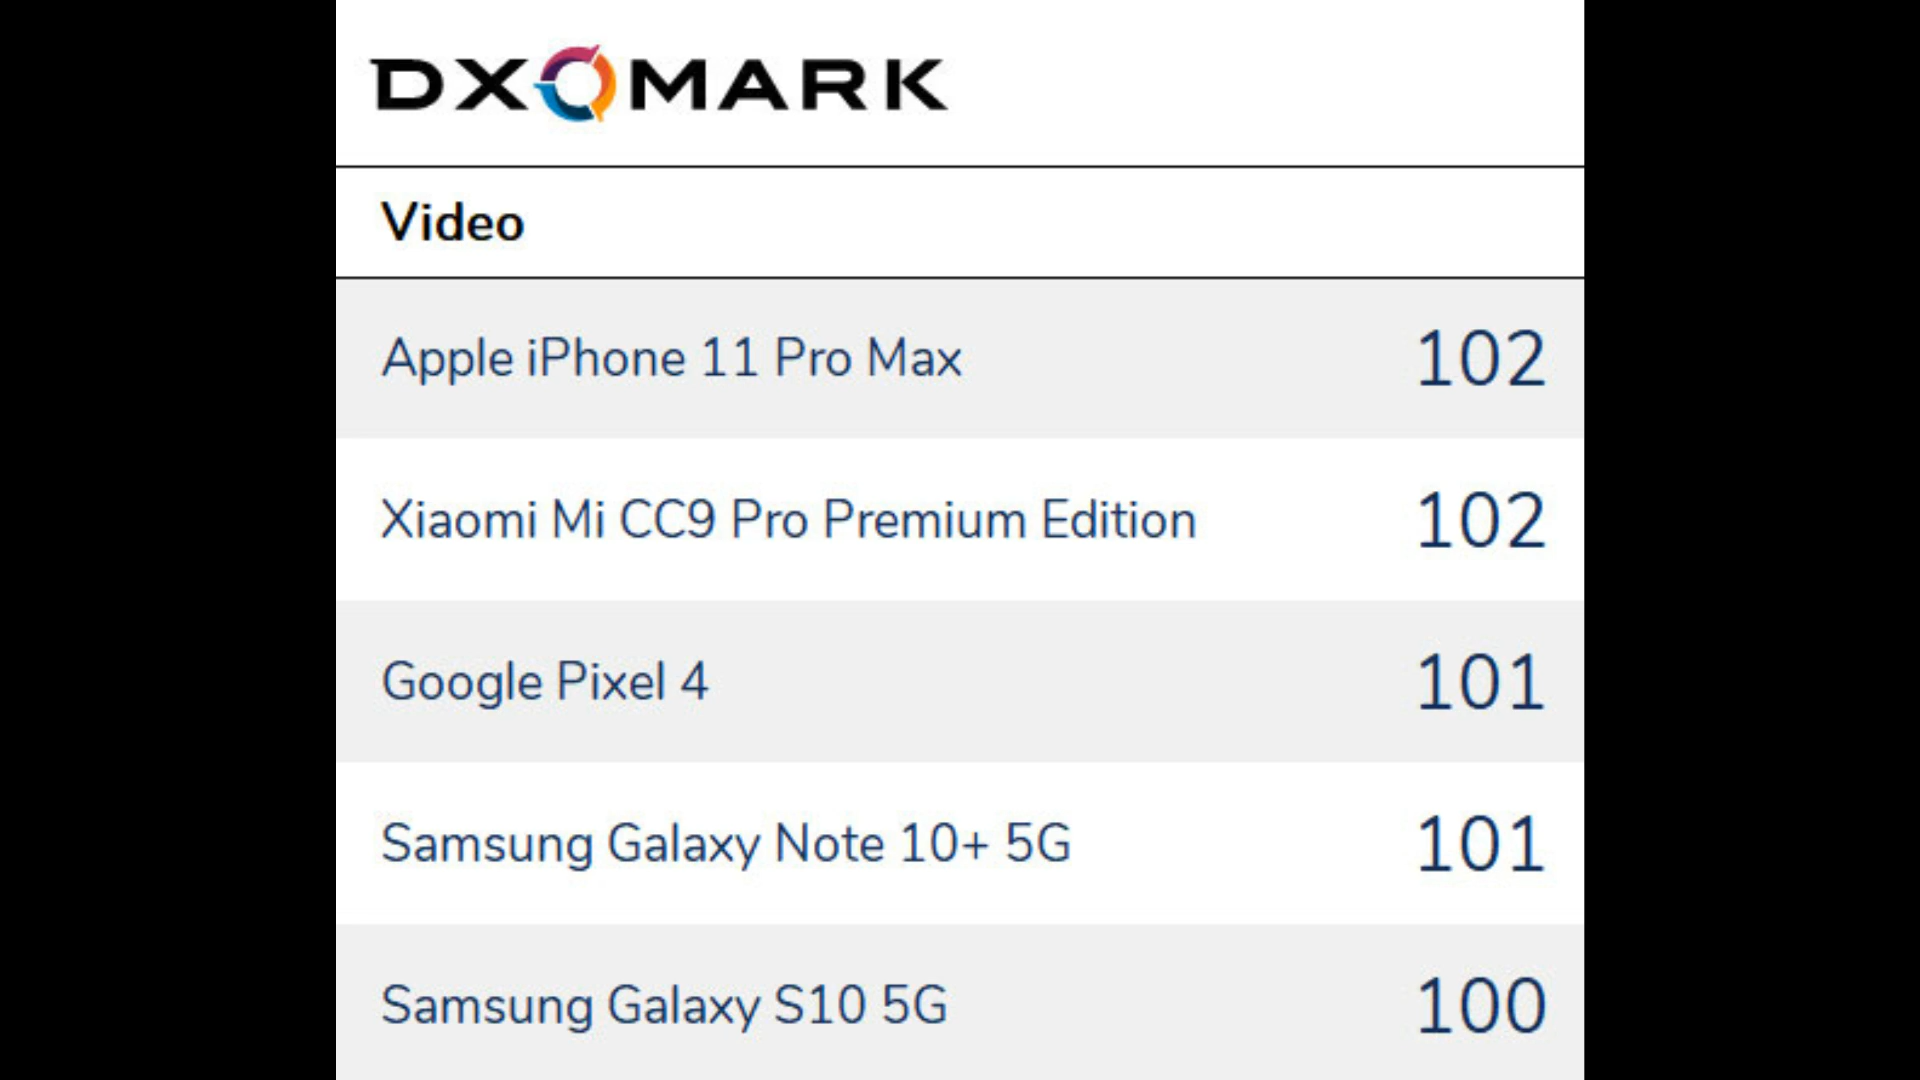 DXOMARK
Video
Apple iPhone 11 Pro Max 102
Xiaomi Mi CC9 Pro Premium Edition 102
Google Pixel 4 101
Samsung Galaxy Note 10+ 5G 101
Samsung Galaxy S10 5G 100